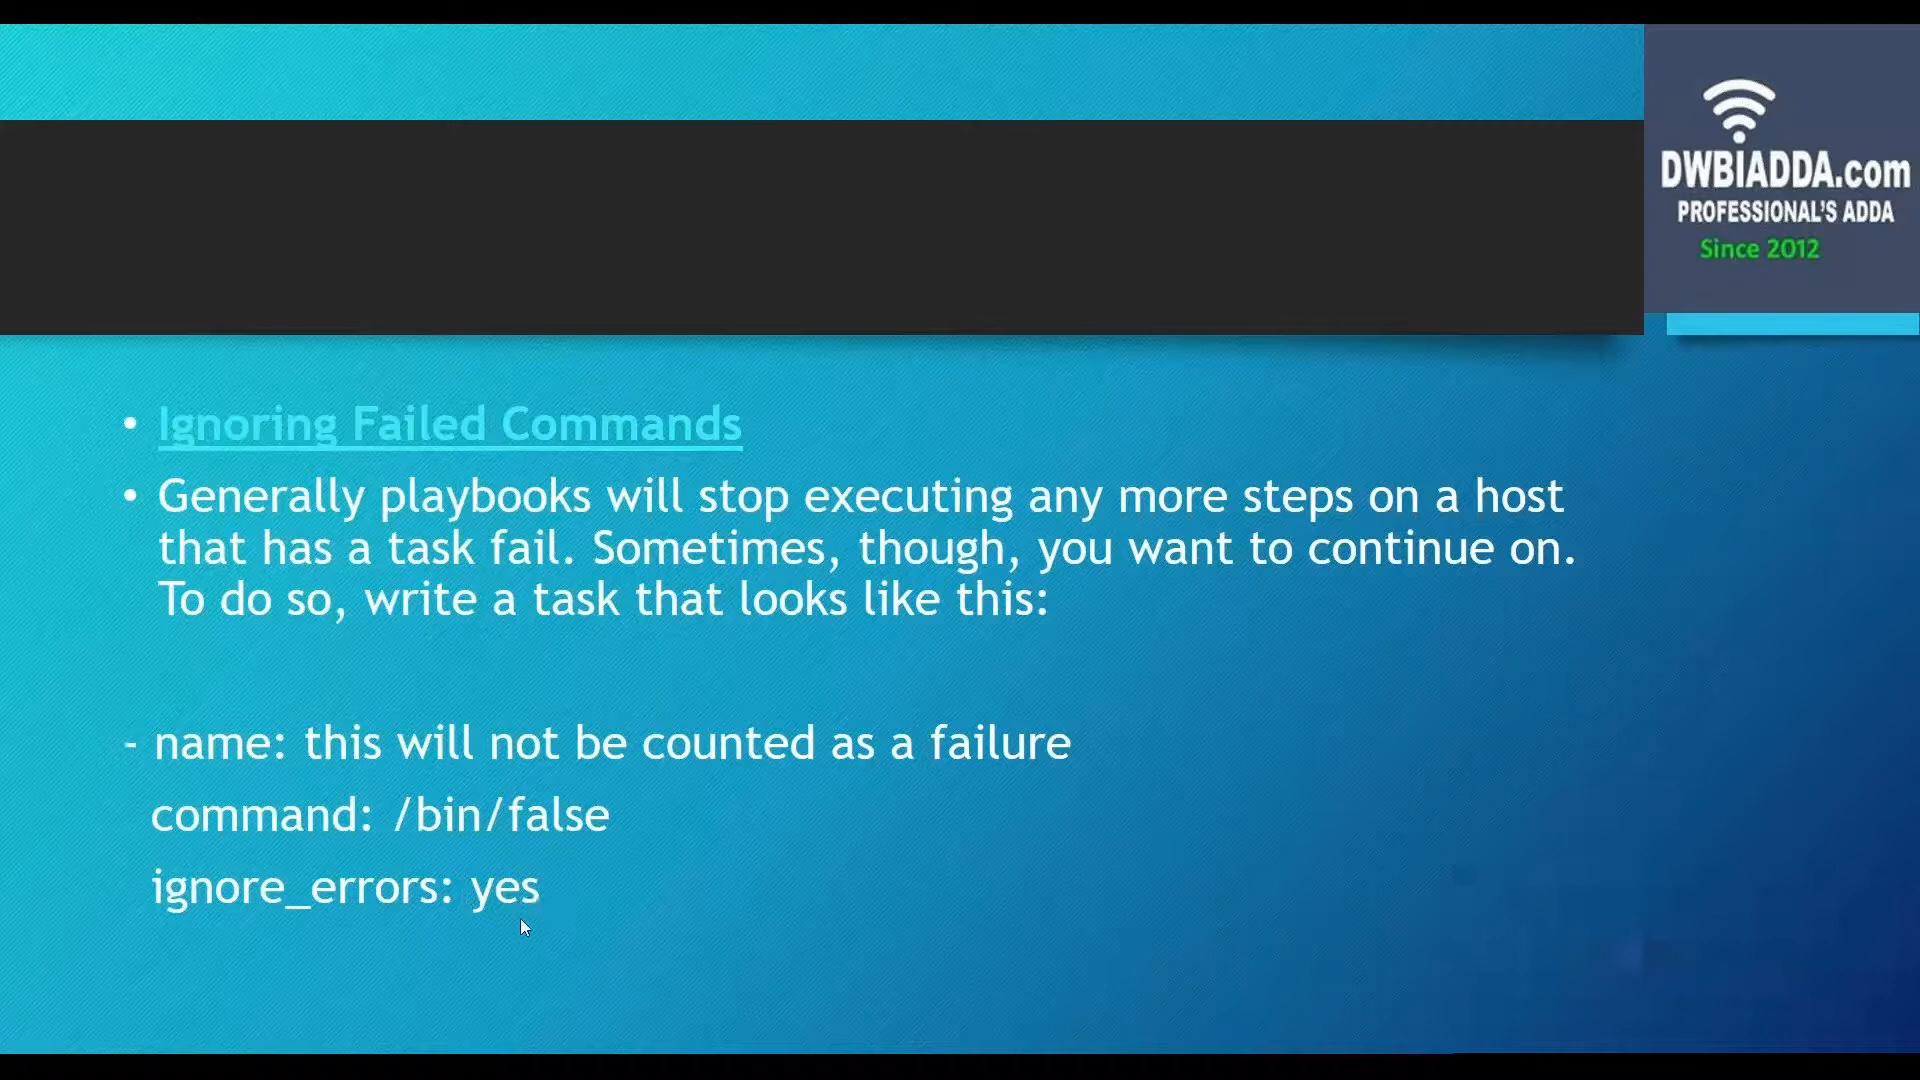 DWBIADDA.com
PROFESSIONAL'S ADDA
Since 2012
• Ignoring Failed Commands
• Generally playbooks will stop executing any more steps on a host
that has a task fail. Sometimes, though, you want to continue on.
To do so, write a task that looks like this:
- name: this will not be counted as a failure
command: /bin/false
ignore_errors: yes